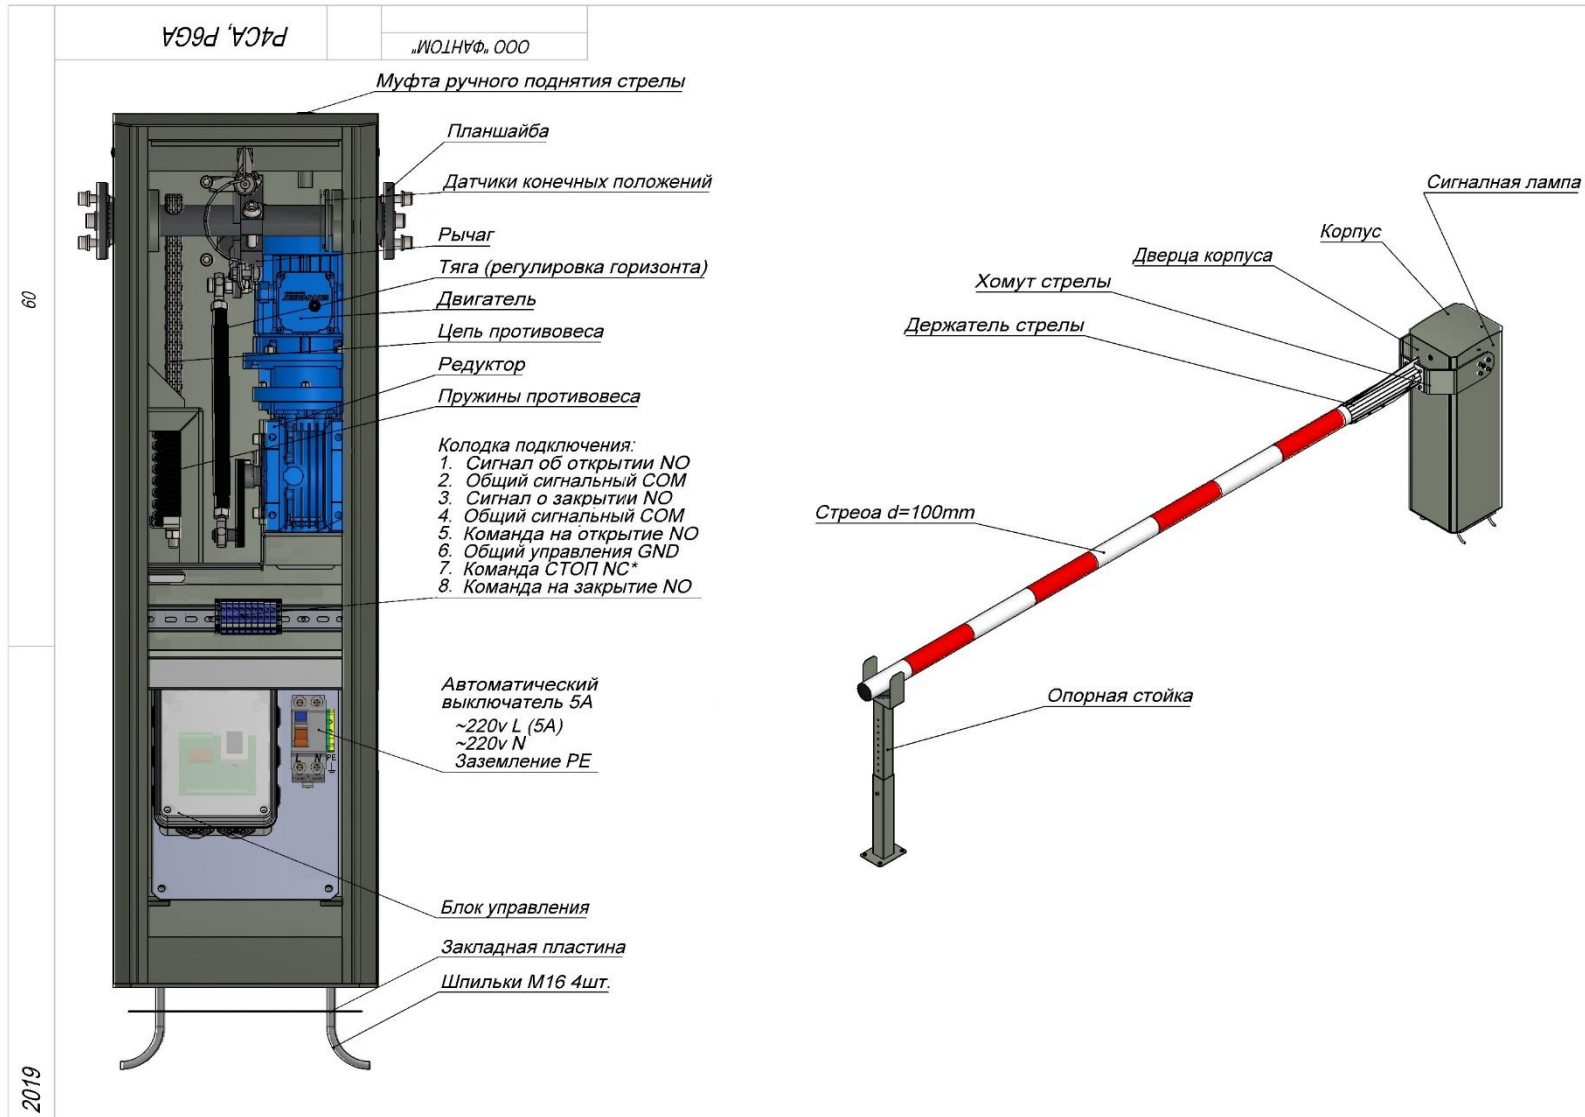 P4CA, P6GA
ООО "ФАНТОМ"
60
2019
Муфта ручного поднятия стрелы
Планшайба
Датчики конечных положений
Рычаг
Тяга (регулировка горизонта)
Двигатель
Цепь противовеса
Редуктор
Пружины противовеса
Колодка подключения:
1. Сигнал об открытии NO
2. Общий сигнальный COM
3. Сигнал о закрытии NO
4. Общий сигнальный COM
5. Команда на открытие NO
6. Общий управления GND
7. Команда СТОП NC*
8. Команда на закрытие NO
Автоматический
выключатель 5А
~220v L (5A)
~220v N
Заземление PE
L N PE
Блок управления
Закладная пластина
Шпильки М16 4шт.
Сигналная лампа
Корпус
Дверца корпуса
Хомут стрелы
Держатель стрелы
Стреоа d=100mm
Опорная стойка